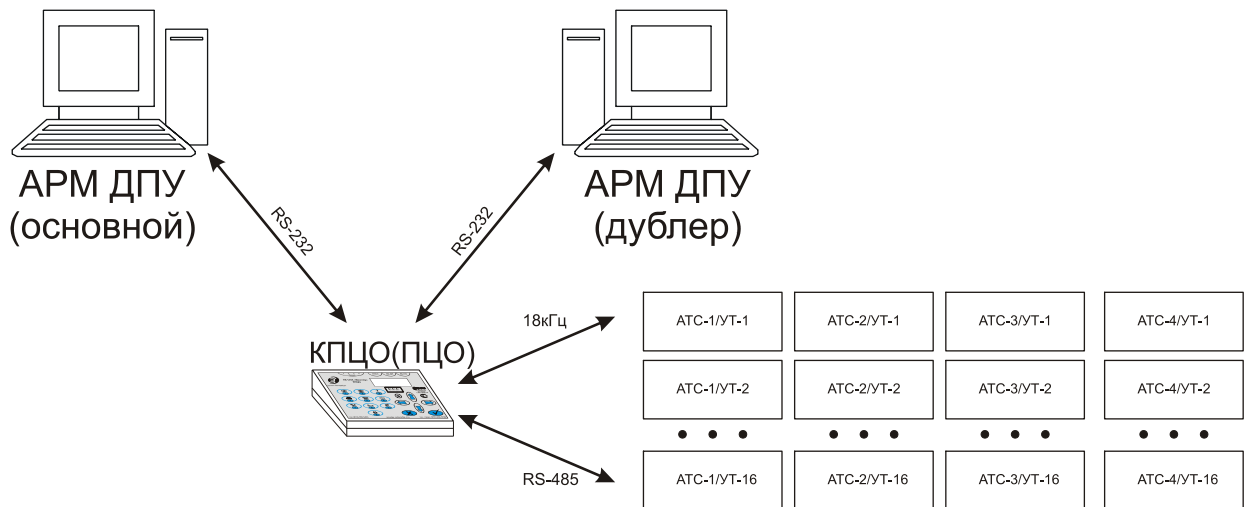 АРМ ДПУ
(основной)
АРМ ДПУ
(дублер)
RS-232
RS-232
КПЦО(ПЦО)
18кГц
RS-485
АТС-1/УТ-1
АТС-2/УТ-1
АТС-3/УТ-1
АТС-4/УТ-1
АТС-1/УТ-2
АТС-2/УТ-2
АТС-3/УТ-2
АТС-4/УТ-2
АТС-1/УТ-16
АТС-2/УТ-16
АТС-3/УТ-16
АТС-4/УТ-16